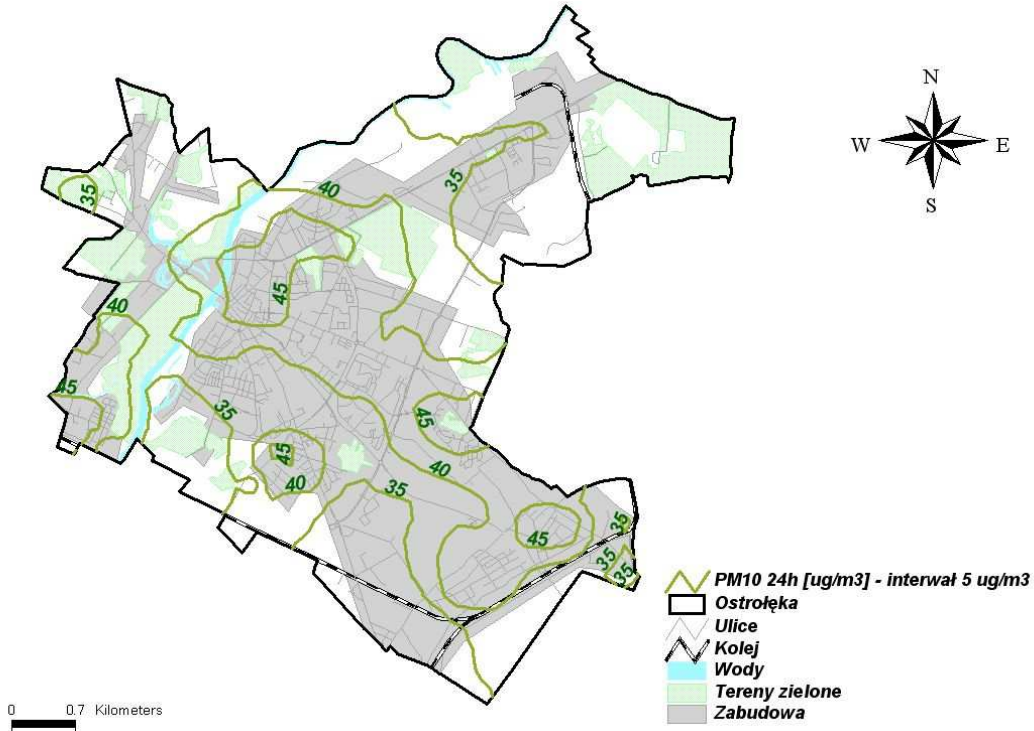 N
W E
S
40
35
35
45
40
45
35
45
45
40
40
35
45
35
35
35
PM10 24h [ug/m3] - interwał 5 ug/m3
Ostrołęka
Ulice
Kolej
Wody
Tereny zielone
Zabudowa
0 0.7 Kilometers